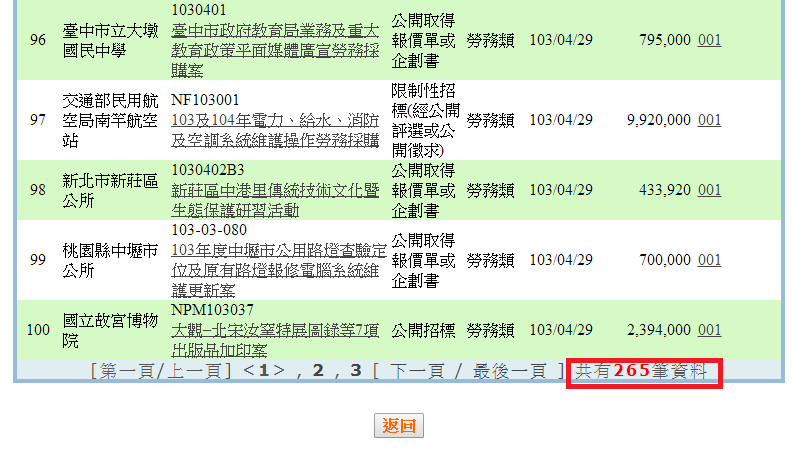 96 臺中市立大墩國民中學 1030401 臺中市政府教育局業務及重大教育政策平面媒體廣宣勞務採購案 公開取得報價單或企劃書 勞務類 103/04/29 795,000 001
97 交通部民用航空局南竿航空站 NF103001 103及104年電力、給水、消防及空調系統維護操作勞務採購 限制性招標(經公開評選或公開徵求) 勞務類 103/04/29 9,920,000 001
98 新北市新莊區公所 1030402B3 新莊區中港里傳統技術文化暨生態保護研習活動 公開取得報價單或企劃書 勞務類 103/04/29 433,920 001
99 桃園縣中壢市公所 103-03-080 103年度中壢市公用路燈查驗定位及原有路燈報修電腦系統維護更新案 公開取得報價單或企劃書 勞務類 103/04/29 700,000 001
100 國立故宮博物院 NPM103037 大觀─北宋汝窯特展圖錄等7項出版品加印案 公開招標 勞務類 103/04/29 2,394,000 001
[第一頁/上一頁] <1> , 2 , 3 [ 下一頁 / 最後一頁 ] 共有265筆資料
返回